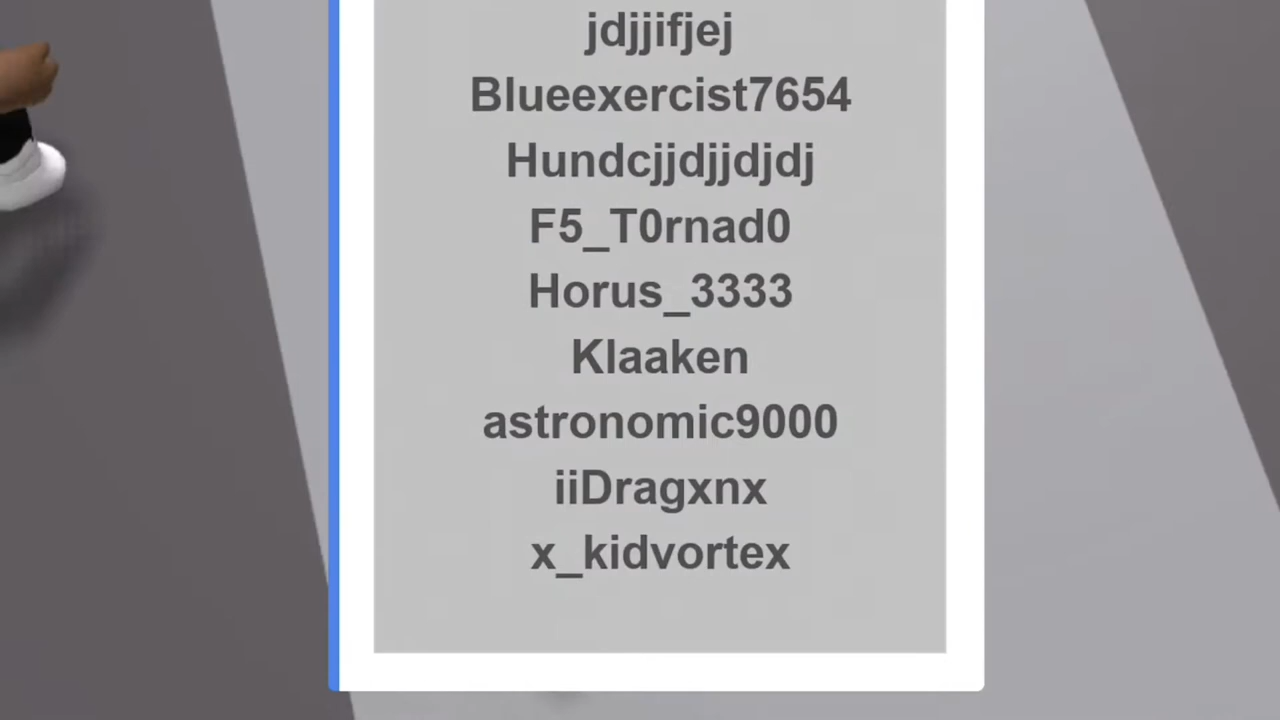 jdjjifjej
Blueexercist7654
Hundcjjdjjdjdj
F5_T0rnad0
Horus_3333
Klaaken
astronomic9000
iiDragxnx
x_kidvortex